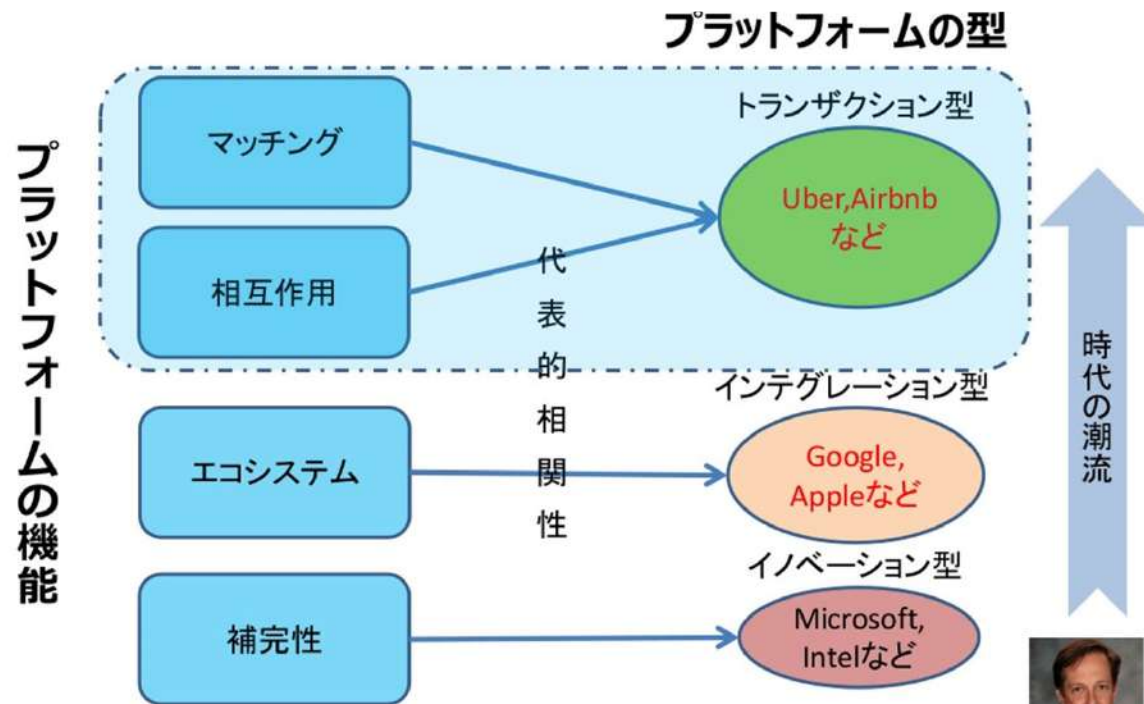 プラットフォームの型
プラットフォームの機能
マッチング
相互作用
エコシステム
補完性
代表的相関性
トランザクション型
Uber,Airbnb
など
インテグレーション型
Google,
Appleなど
イノベーション型
Microsoft,
Intelなど
時代の潮流